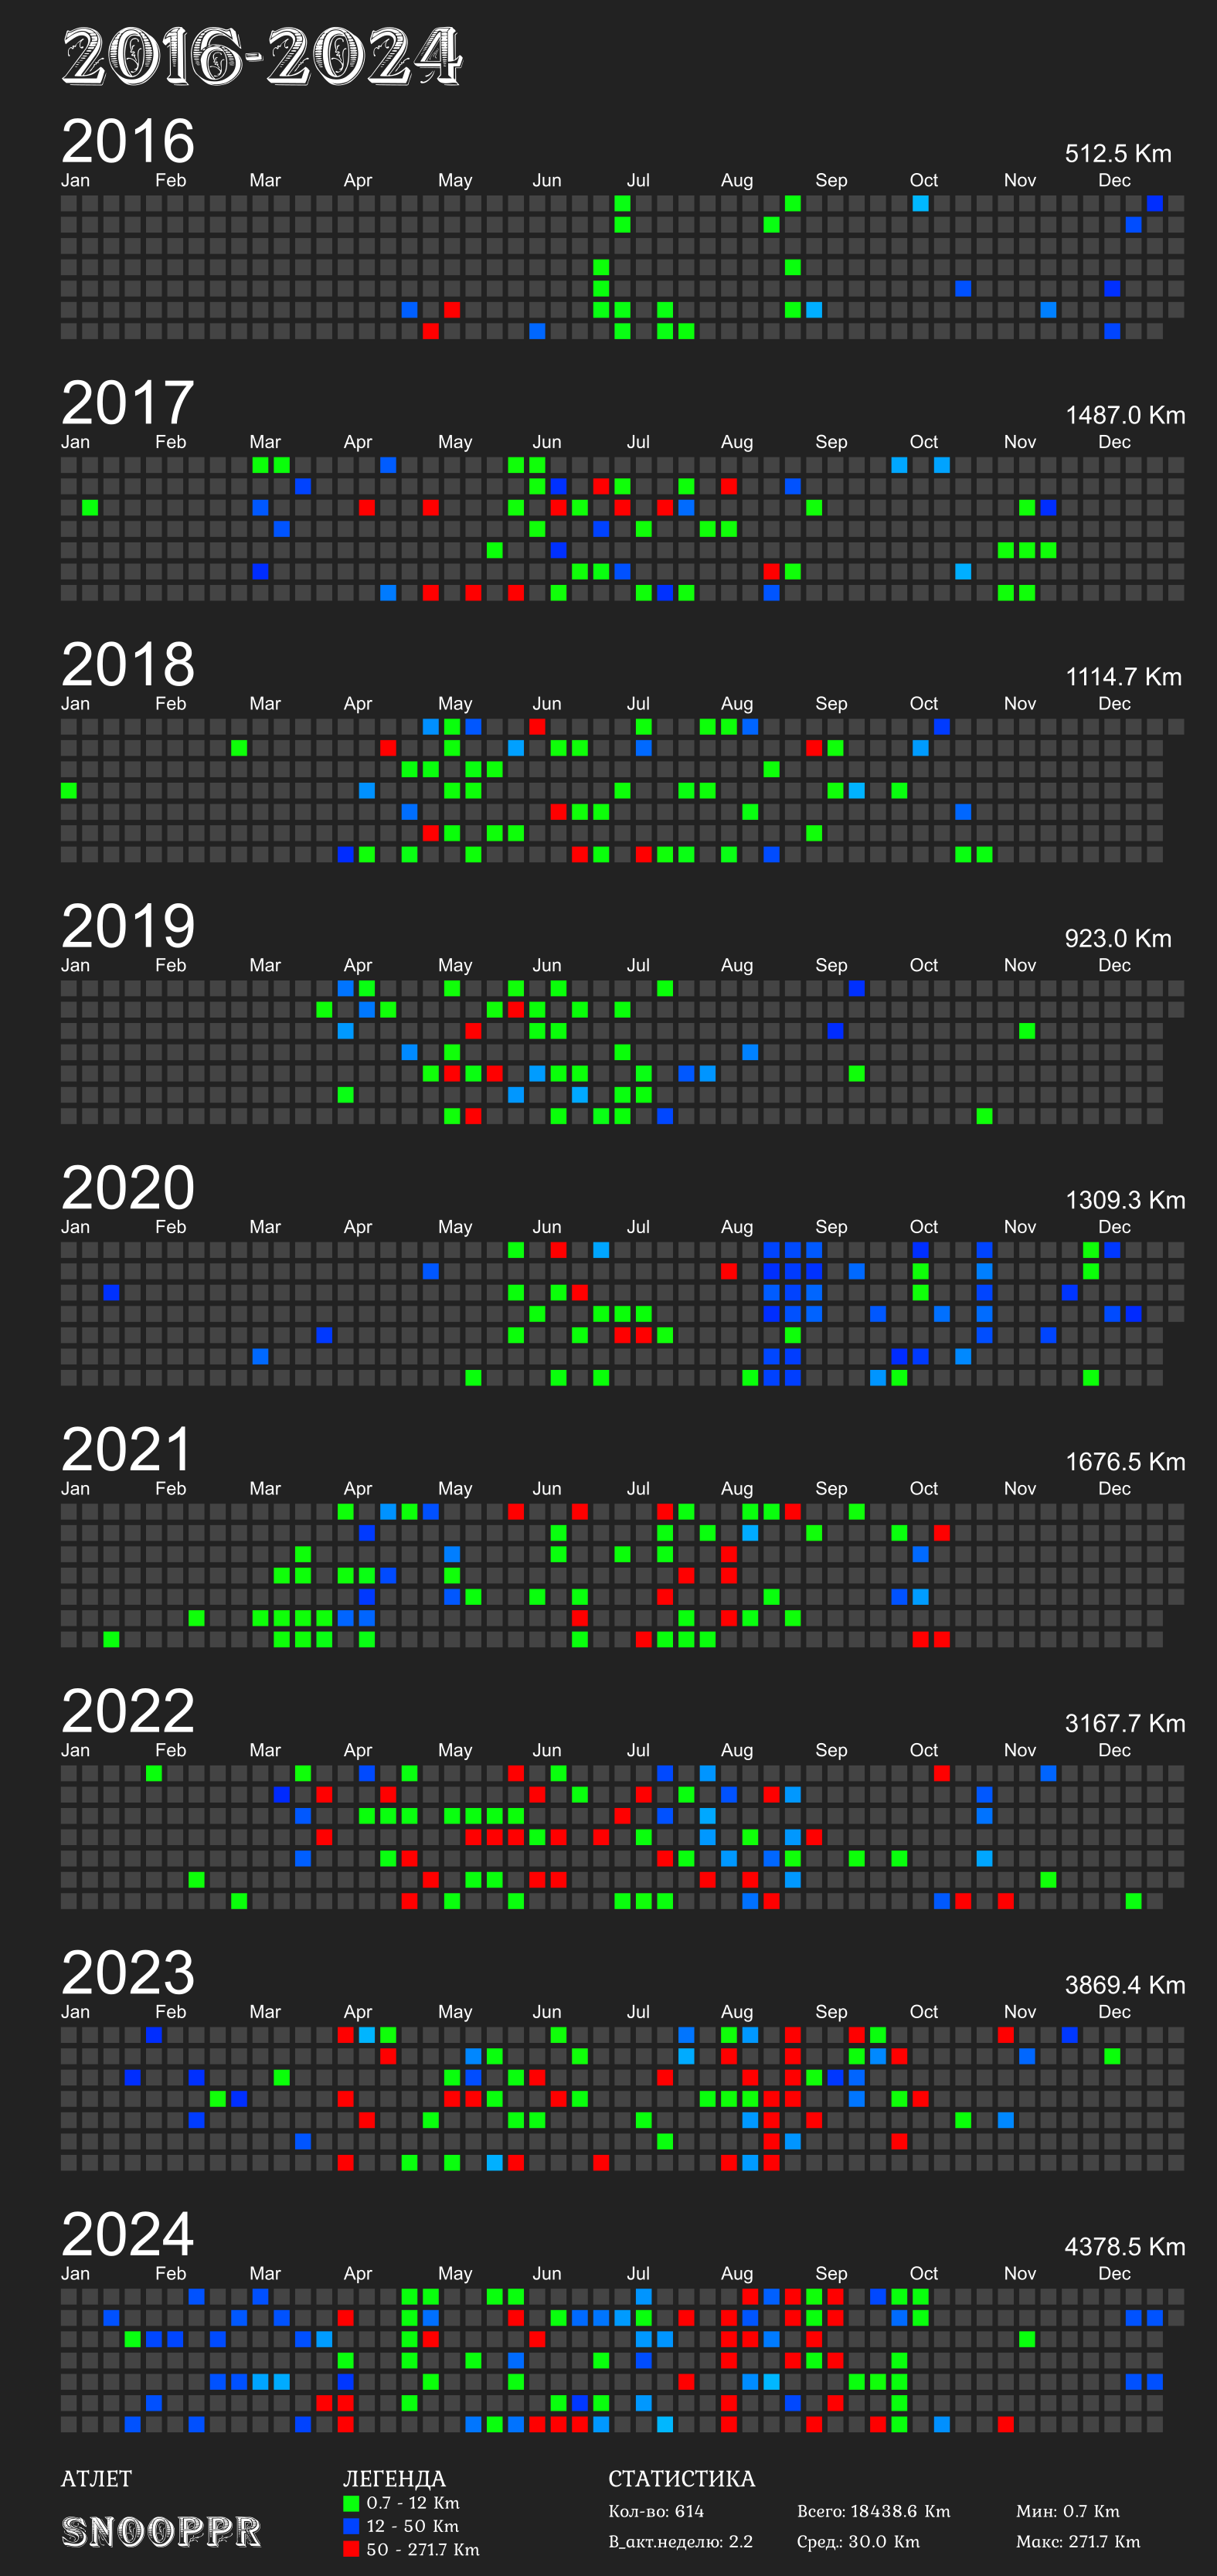 2016-2024
2016
512.5 Km
Jan Feb Mar Apr May Jun Jul Aug Sep Oct Nov Dec
2017
1487.0 Km
Jan Feb Mar Apr May Jun Jul Aug Sep Oct Nov Dec
2018
1114.7 Km
Jan Feb Mar Apr May Jun Jul Aug Sep Oct Nov Dec
2019
923.0 Km
Jan Feb Mar Apr May Jun Jul Aug Sep Oct Nov Dec
2020
1309.3 Km
Jan Feb Mar Apr May Jun Jul Aug Sep Oct Nov Dec
2021
1676.5 Km
Jan Feb Mar Apr May Jun Jul Aug Sep Oct Nov Dec
2022
3167.7 Km
Jan Feb Mar Apr May Jun Jul Aug Sep Oct Nov Dec
2023
3869.4 Km
Jan Feb Mar Apr May Jun Jul Aug Sep Oct Nov Dec
2024
4378.5 Km
Jan Feb Mar Apr May Jun Jul Aug Sep Oct Nov Dec
АТЛЕТ
SNOOPPR
ЛЕГЕНДА
0.7 - 12 Km
12 - 50 Km
50 - 271.7 Km
СТАТИСТИКА
Кол-во: 614 Всего: 18438.6 Km Мин: 0.7 Km
В_акт.неделю: 2.2 Сред.: 30.0 Km Макс: 271.7 Km